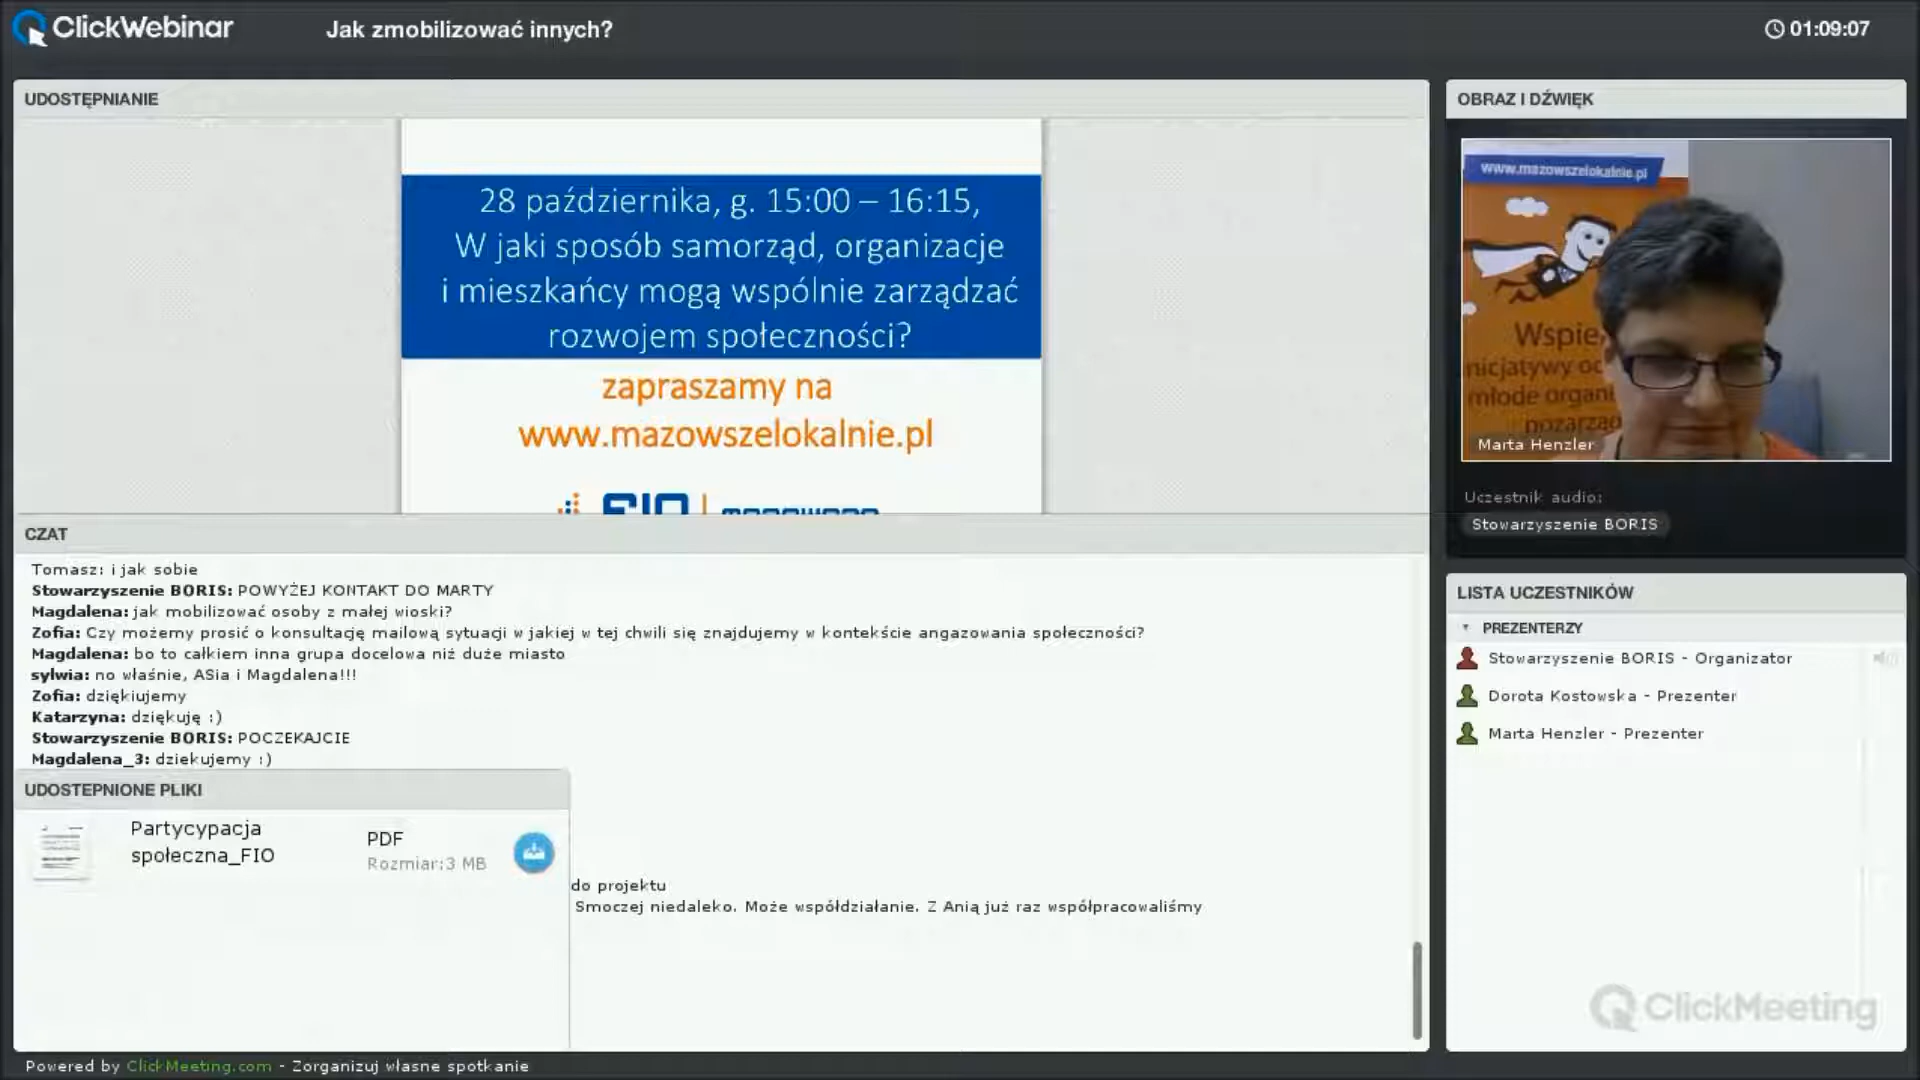 ClickWebinar
Jak zmobilizować innych?
01:09:07
UDOSTĘPNIANIE
28 października, g. 15:00 – 16:15,
W jaki sposób samorząd, organizacje
i mieszkańcy mogą wspólnie zarządzać
rozwojem społeczności?
zapraszamy na
www.mazowszelokalnie.pl
FIO
OBRAZ I DŹWIĘK
www.mazowszelokalnie.pl
młode
Marta Henzler
Uczestnik audio:
Stowarzyszenie BORIS
CZAT
Tomasz: i jak sobie
Stowarzyszenie BORIS: POWYŻEJ KONTAKT DO MARTY
Magdalena: jak mobilizować osoby z małej wioski?
Zofia: Czy możemy prosić o konsultację mailową sytuacji w jakiej w tej chwili się znajdujemy w kontekście angazowania społeczności?
Magdalena: bo to całkiem inna grupa docelowa niż duże miasto
sylwia: no właśnie, ASia i Magdalena!!!
Zofia: dziękiujemy
Katarzyna: dziękuję :)
Stowarzyszenie BORIS: POCZEKAJCIE
Magdalena_3: dziekujemy :)
UDOSTEPNIONE PLIKI
Partycypacja
społeczna_FIO
PDF
Rozmiar:3 MB
do projektu
Smoczej niedaleko. Może współdziałanie. Z Anią już raz współpracowaliśmy
LISTA UCZESTNIKÓW
PREZENTERZY
Stowarzyszenie BORIS - Organizator
Dorota Kostowska - Prezenter
Marta Henzler - Prezenter
ClickMeeting
Powered by ClickMeeting.com - Zorganizuj własne spotkanie